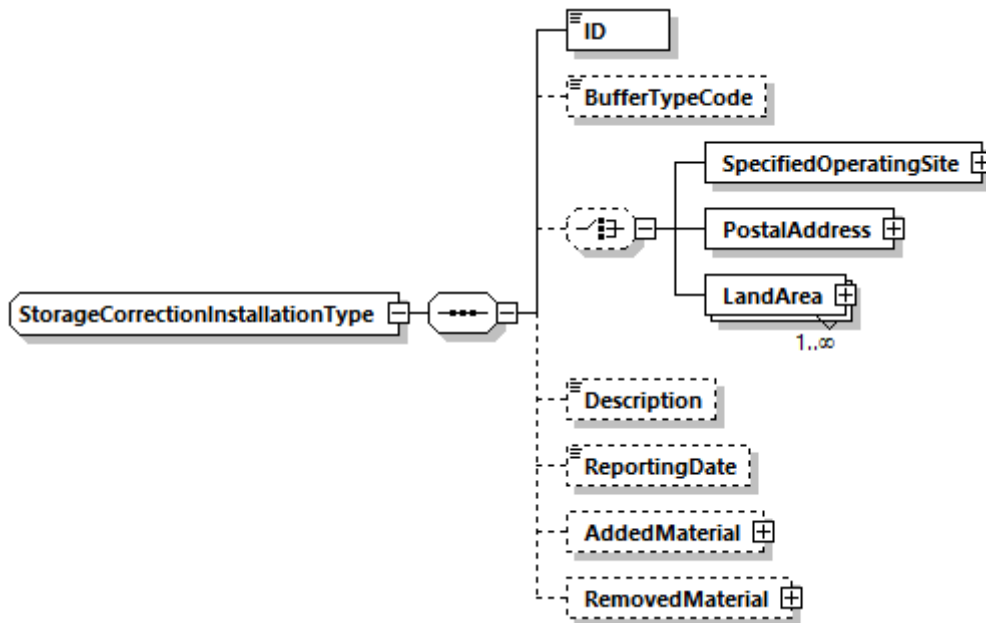 ID
BufferTypeCode
SpecifiedOperatingSite
PostalAddress
LandArea
1..∞
StorageCorrectionInstallationType
Description
ReportingDate
AddedMaterial
RemovedMaterial